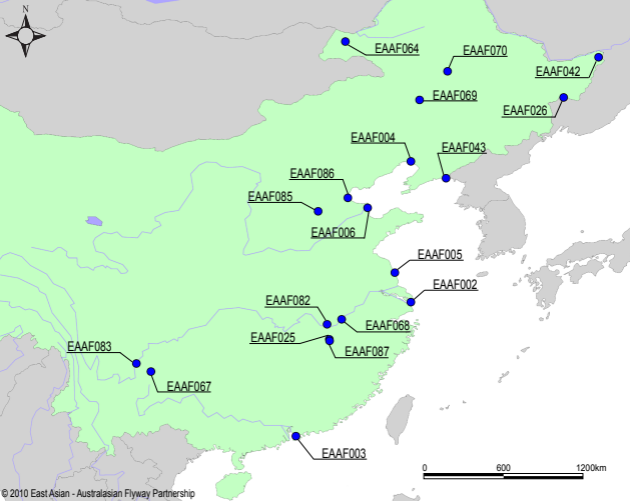 N
EAAF064
EAAF070
EAAF042
EAAF069
EAAF026
EAAF004
EAAF043
EAAF086
EAAF085
EAAF006
EAAF005
EAAF002
EAAF082
EAAF068
EAAF025
EAAF087
EAAF083
EAAF067
EAAF003
0 600 1200km
© 2010 East Asian - Australasian Flyway Partnership